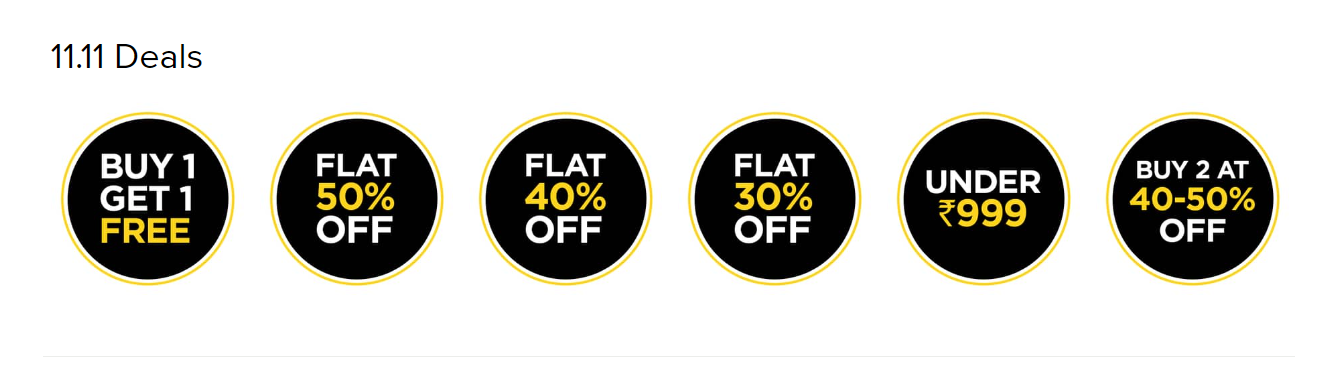 11.11 Deals
BUY 1
GET 1
FREE
FLAT
50%
OFF
FLAT
40%
OFF
FLAT
30%
OFF
UNDER
₹999
BUY 2 AT
40-50%
OFF